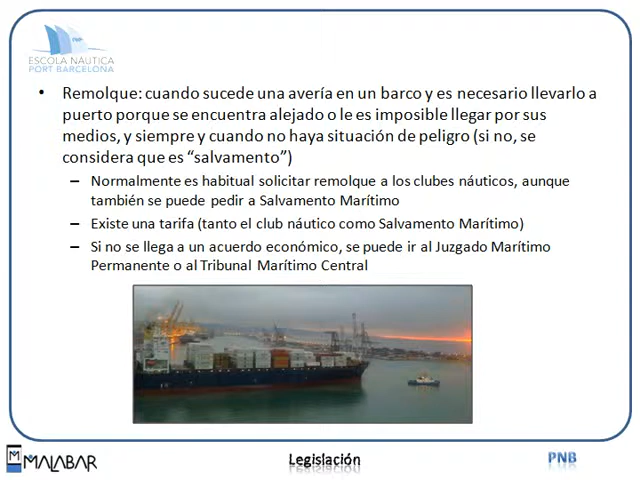 ESCOLA NÀUTICA
PORT BARCELONA
• Remolque: cuando sucede una avería en un barco y es necesario llevarlo a
puerto porque se encuentra alejado o le es imposible llegar por sus
medios, y siempre y cuando no haya situación de peligro (si no, se
considera que es “salvamento”)
– Normalmente es habitual solicitar remolque a los clubes náuticos, aunque
también se puede pedir a Salvamento Marítimo
– Existe una tarifa (tanto el club náutico como Salvamento Marítimo)
– Si no se llega a un acuerdo económico, se puede ir al Juzgado Marítimo
Permanente o al Tribunal Marítimo Central
MALABAR
Legislación
PNB